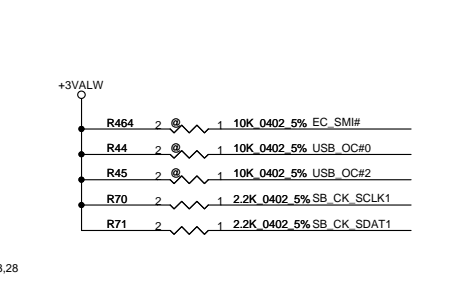 +3VALW
R464 2 @ 1 10K_0402_5% EC_SMI#
R44 2 @ 1 10K_0402_5% USB_OC#0
R45 2 @ 1 10K_0402_5% USB_OC#2
R70 2 1 2.2K_0402_5% SB_CK_SCLK1
R71 2 1 2.2K_0402_5% SB_CK_SDAT1
,28